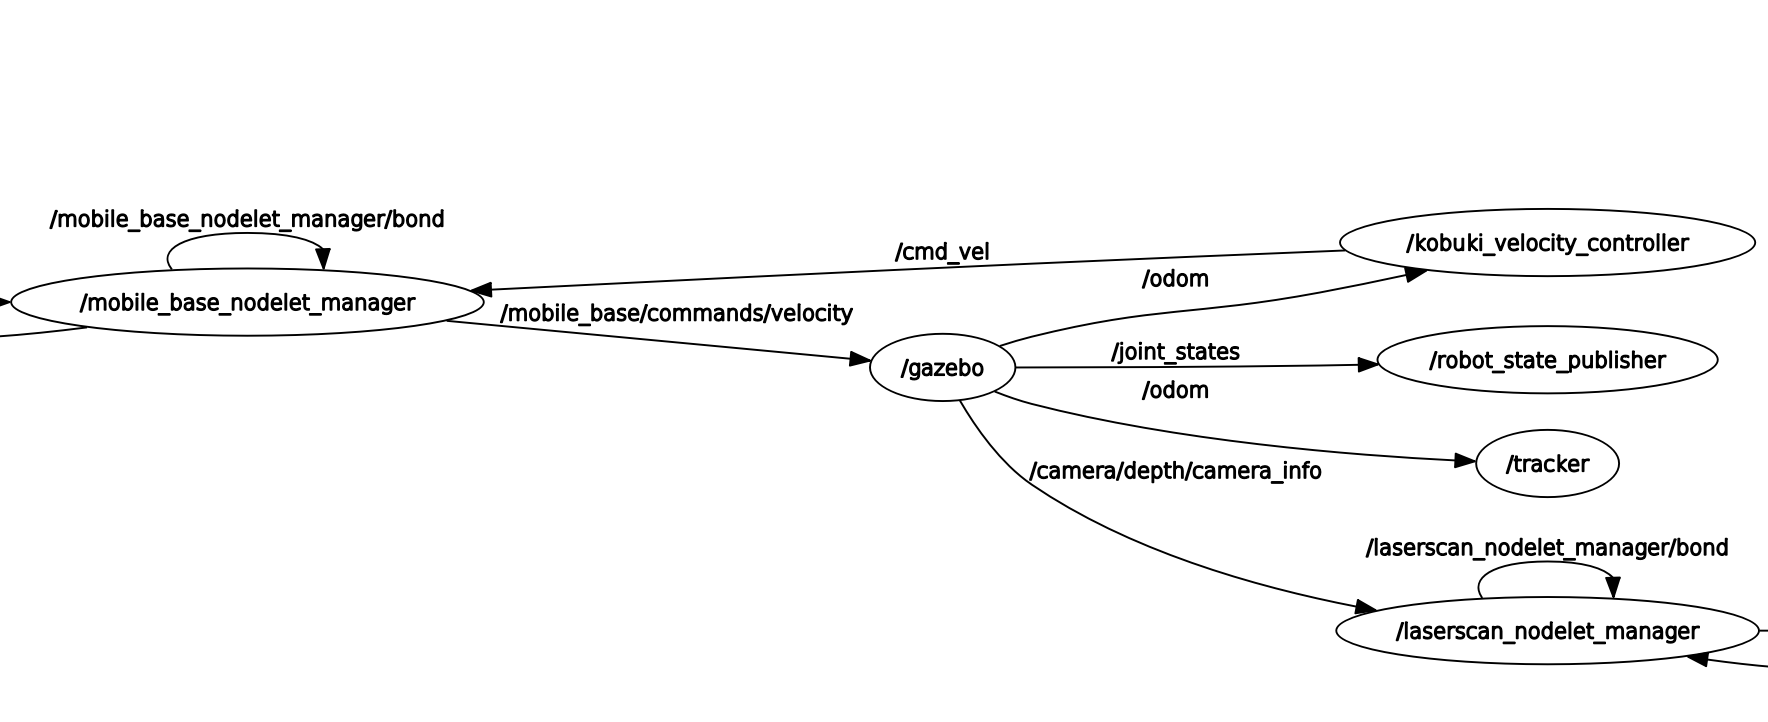 /mobile_base_nodelet_manager/bond
/mobile_base_nodelet_manager
/cmd_vel
/kobuki_velocity_controller
/odom
/mobile_base/commands/velocity
/gazebo
/joint_states
/robot_state_publisher
/odom
/tracker
/camera/depth/camera_info
/laserscan_nodelet_manager/bond
/laserscan_nodelet_manager